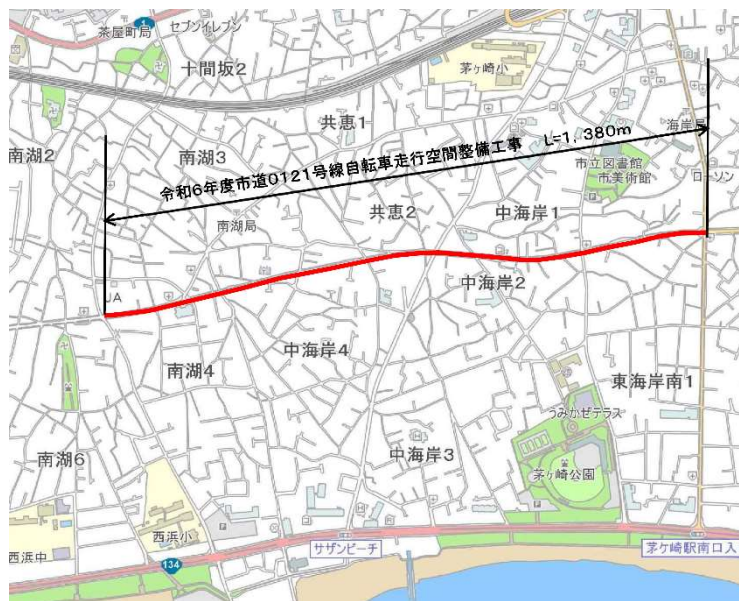 1
茶屋町局
セブンイレブン
十間坂2
茅ヶ崎小
共恵1
海岸局
南湖2
南湖3
令和6年度市道0121号線自転車走行空間整備工事 L=1,380m
市立図書館
市美術館
ローソン
南湖局
共恵2
中海岸1
JA
中海岸2
中海岸4
南湖4
東海岸南1
うみかぜテラス
南湖6
中海岸3
茅ヶ崎公園
西浜小
西浜中
サザンビーチ
茅ケ崎駅南口入
134